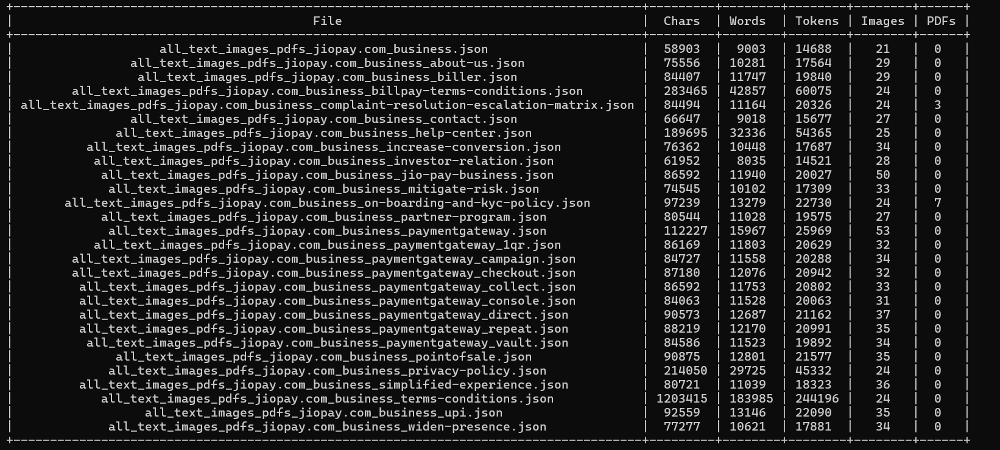 +--------------------------------------------------------------------------------------+---------+--------+--------+--------+------+
| File | Chars | Words | Tokens | Images | PDFs |
+--------------------------------------------------------------------------------------+---------+--------+--------+--------+------+
| all_text_images_pdfs_jiopay.com_business.json | 58903 | 9003 | 14688 | 21 | 0 |
| all_text_images_pdfs_jiopay.com_business_about-us.json | 75556 | 10281 | 17564 | 29 | 0 |
| all_text_images_pdfs_jiopay.com_business_biller.json | 84407 | 11747 | 19840 | 29 | 0 |
| all_text_images_pdfs_jiopay.com_business_billpay-terms-conditions.json | 283465 | 42857 | 60075 | 24 | 0 |
| all_text_images_pdfs_jiopay.com_business_complaint-resolution-escalation-matrix.json | 84494 | 11164 | 20326 | 24 | 3 |
| all_text_images_pdfs_jiopay.com_business_contact.json | 66647 | 9018 | 15677 | 27 | 0 |
| all_text_images_pdfs_jiopay.com_business_help-center.json | 189695 | 32336 | 54365 | 25 | 0 |
| all_text_images_pdfs_jiopay.com_business_increase-conversion.json | 76362 | 10448 | 17687 | 34 | 0 |
| all_text_images_pdfs_jiopay.com_business_investor-relation.json | 61952 | 8035 | 14521 | 28 | 0 |
| all_text_images_pdfs_jiopay.com_business_jio-pay-business.json | 86592 | 11940 | 20027 | 50 | 0 |
| all_text_images_pdfs_jiopay.com_business_mitigate-risk.json | 74545 | 10102 | 17309 | 33 | 0 |
| all_text_images_pdfs_jiopay.com_business_on-boarding-and-kyc-policy.json | 97239 | 13279 | 22730 | 24 | 7 |
| all_text_images_pdfs_jiopay.com_business_partner-program.json | 80544 | 11028 | 19575 | 27 | 0 |
| all_text_images_pdfs_jiopay.com_business_paymentgateway.json | 112227 | 15967 | 25969 | 53 | 0 |
| all_text_images_pdfs_jiopay.com_business_paymentgateway_1qr.json | 86169 | 11803 | 20629 | 32 | 0 |
| all_text_images_pdfs_jiopay.com_business_paymentgateway_campaign.json | 84727 | 11558 | 20288 | 34 | 0 |
| all_text_images_pdfs_jiopay.com_business_paymentgateway_checkout.json | 87180 | 12076 | 20942 | 32 | 0 |
| all_text_images_pdfs_jiopay.com_business_paymentgateway_collect.json | 86592 | 11753 | 20802 | 33 | 0 |
| all_text_images_pdfs_jiopay.com_business_paymentgateway_console.json | 84063 | 11528 | 20063 | 31 | 0 |
| all_text_images_pdfs_jiopay.com_business_paymentgateway_direct.json | 90573 | 12687 | 21162 | 37 | 0 |
| all_text_images_pdfs_jiopay.com_business_paymentgateway_repeat.json | 88219 | 12170 | 20991 | 35 | 0 |
| all_text_images_pdfs_jiopay.com_business_paymentgateway_vault.json | 84586 | 11523 | 19892 | 34 | 0 |
| all_text_images_pdfs_jiopay.com_business_pointofsale.json | 90875 | 12801 | 21577 | 35 | 0 |
| all_text_images_pdfs_jiopay.com_business_privacy-policy.json | 214050 | 29725 | 45332 | 24 | 0 |
| all_text_images_pdfs_jiopay.com_business_simplified-experience.json | 80721 | 11039 | 18323 | 36 | 0 |
| all_text_images_pdfs_jiopay.com_business_terms-conditions.json | 1203415 | 183985 | 244196 | 24 | 0 |
| all_text_images_pdfs_jiopay.com_business_upi.json | 92559 | 13146 | 22090 | 35 | 0 |
| all_text_images_pdfs_jiopay.com_business_widen-presence.json | 77277 | 10621 | 17881 | 34 | 0 |
+--------------------------------------------------------------------------------------+---------+--------+--------+--------+------+